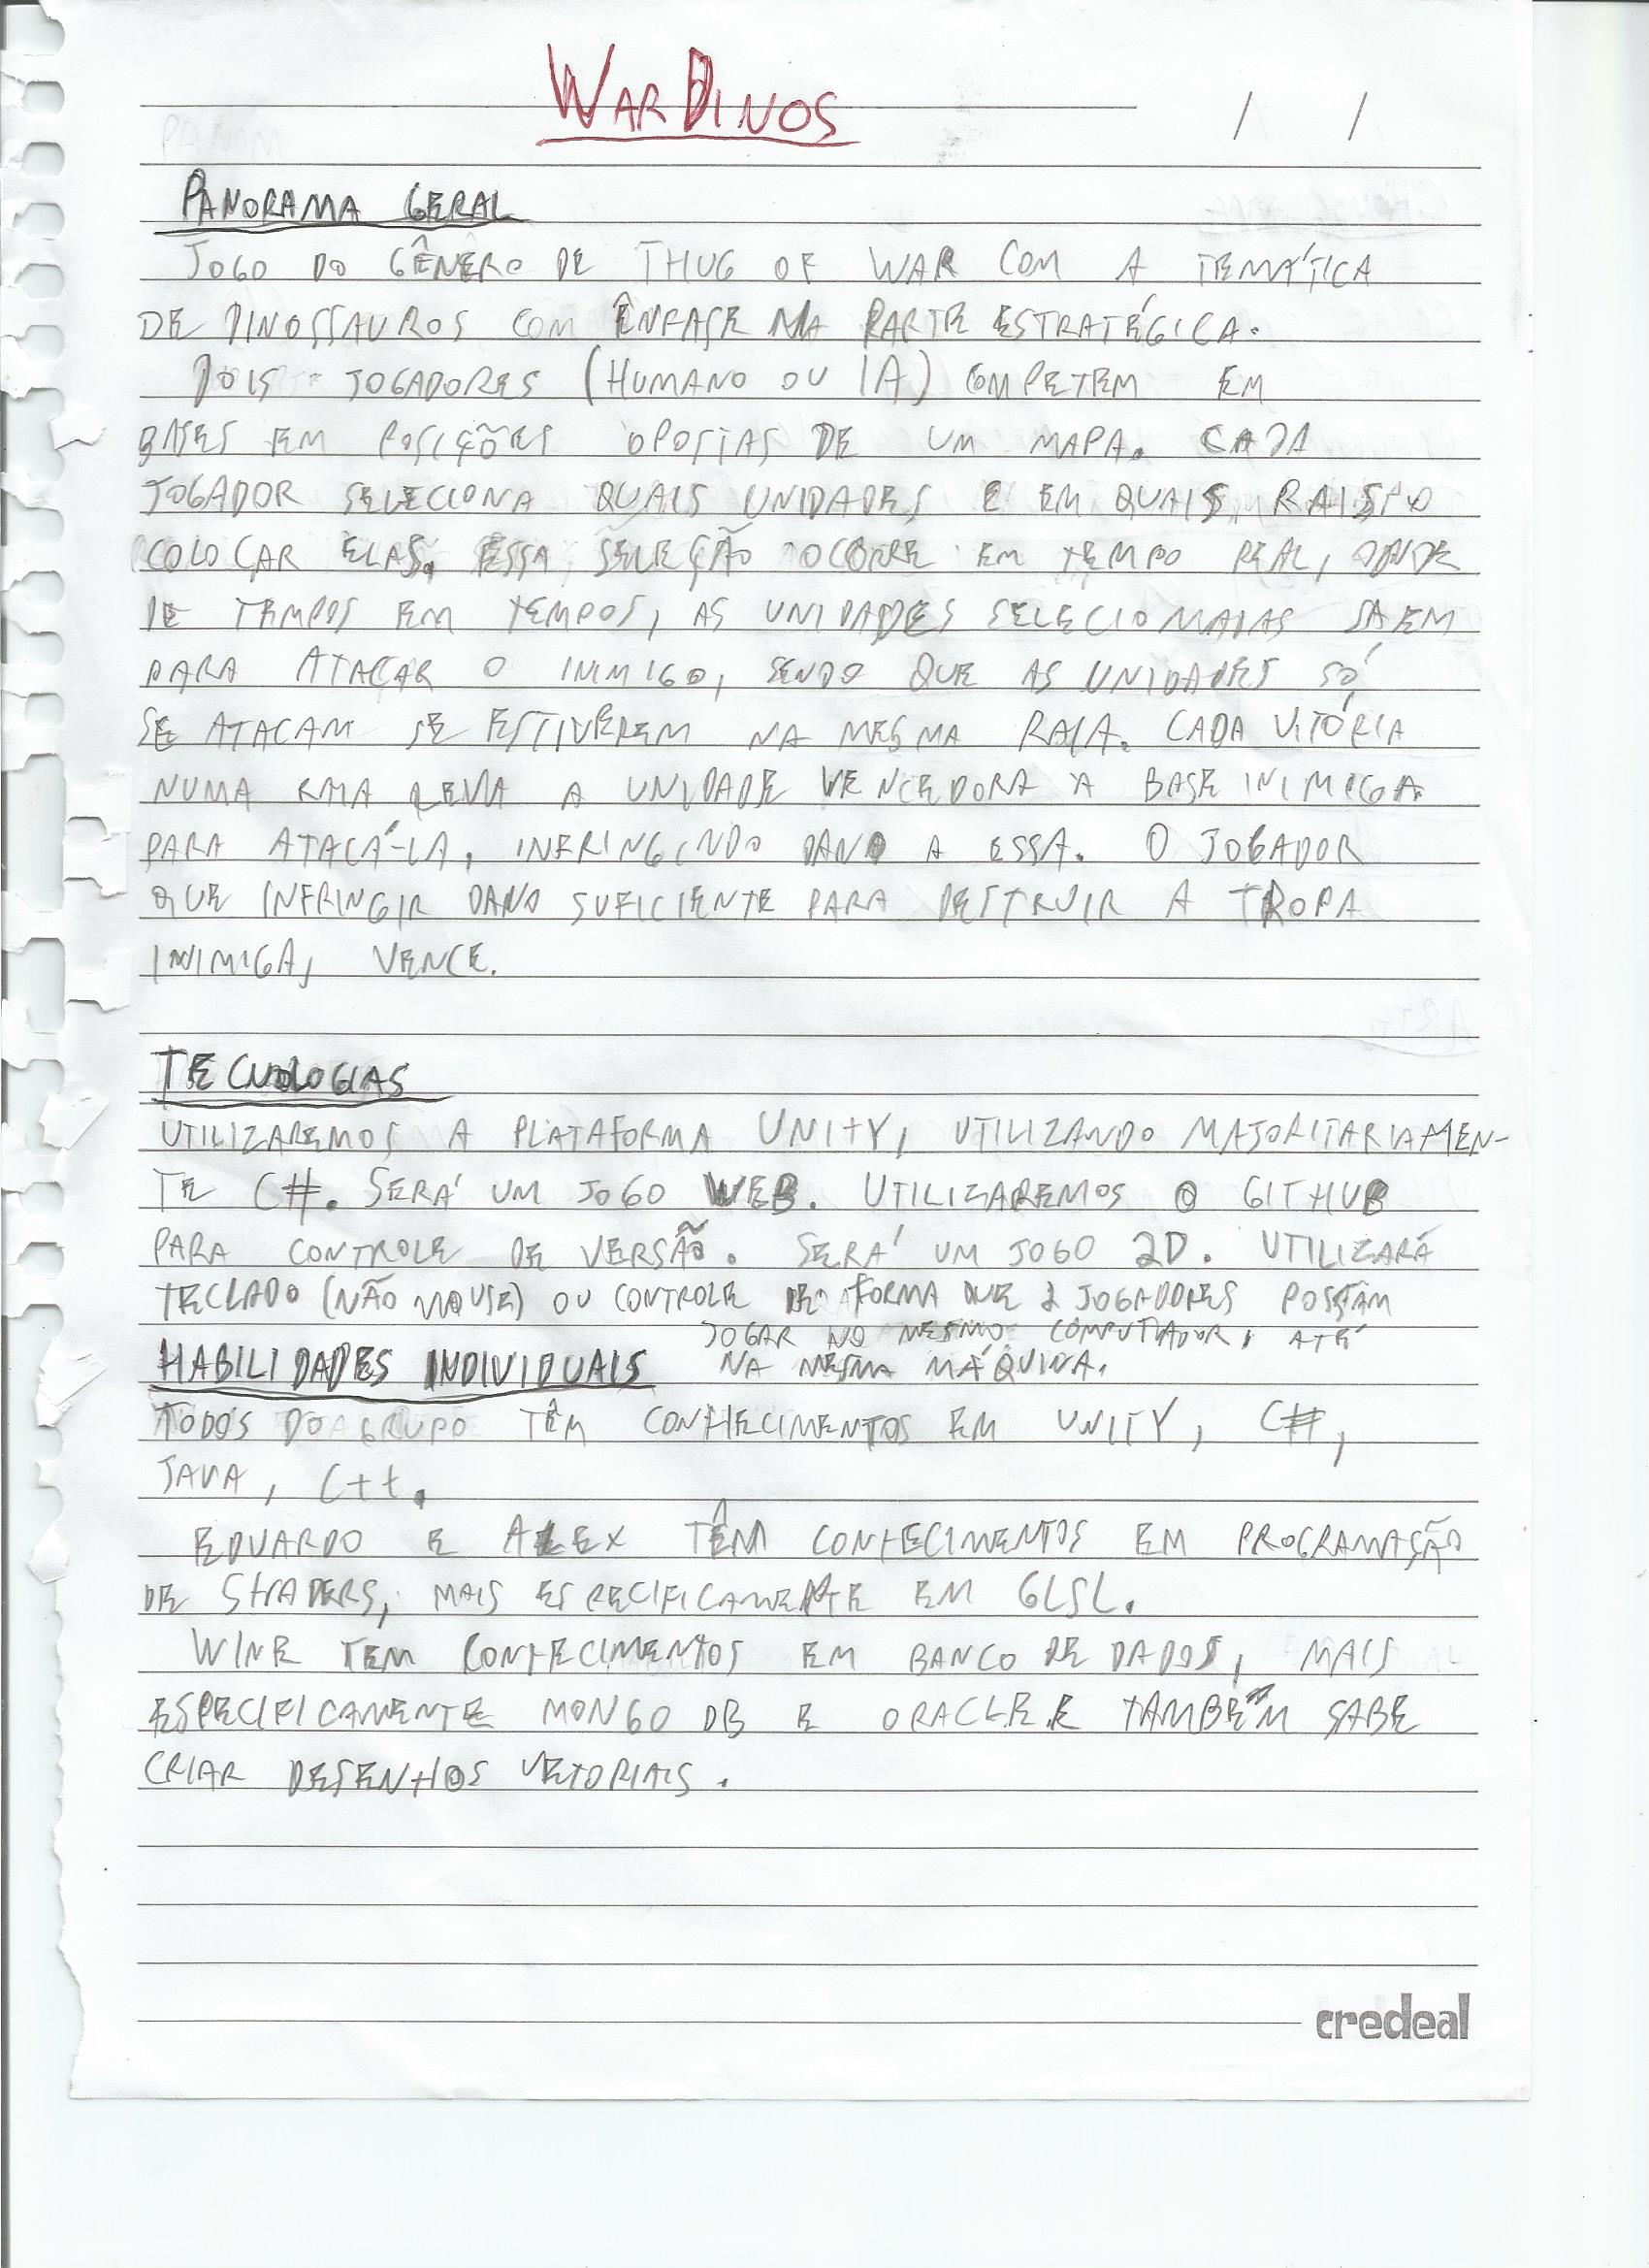 WAR DINOS
/ /
PANORAMA GERAL
JOGO DO GÊNERO DE THUG OF WAR COM A TEMÁTICA
DE DINOSSAUROS COM ÊNFASE NA PARTE ESTRATÉGICA.
DOIS JOGADORES (HUMANO OU IA) COMPETEM EM
BASES EM POSIÇÕES OPOSTAS DE UM MAPA. CADA
JOGADOR SELECIONA QUAIS UNIDADES E EM QUAIS RAIS
COLOCAR ELAS. ESSA SELEÇÃO OCORRE EM TEMPO REAL, ONDE
DE TEMPOS EM TEMPOS, AS UNIDADES SELECIONADAS SAEM
PARA ATACAR O INIMIGO, SENDO QUE AS UNIDADES SÓ
SE ATACAM SE ESTIVEREM NA MESMA RAIA. CADA VITÓRIA
NUMA RAIA LEVA A UNIDADE VENCEDORA A BASE INIMIGA
PARA ATACÁ-LA, INFRINGINDO DANO A ESSA. O JOGADOR
QUE INFRINGIR DANO SUFICIENTE PARA DESTRUIR A TROPA
INIMIGA, VENCE.
TECNOLOGIAS
UTILIZAREMOS A PLATAFORMA UNITY, UTILIZANDO MAJORITARIAMEN-
TE C#. SERÁ UM JOGO WEB. UTILIZAREMOS O GITHUB
PARA CONTROLE DE VERSÃO. SERÁ UM JOGO 2D. UTILIZARÁ
TECLADO (NÃO MOUSE) OU CONTROLE DE FORMA QUE 2 JOGADORES POSSAM
JOGAR NO MESMO COMPUTADOR, ATÉ
NA MESMA MÁQUINA.
HABILIDADES INDIVIDUAIS
TODOS DO GRUPO TÊM CONHECIMENTOS EM UNITY, C#,
JAVA, C++.
EDUARDO E ALEX TÊM CONHECIMENTOS EM PROGRAMAÇÃO
DE SHADERS, MAIS ESPECIFICAMENTE EM GLSL.
WINE TEM CONHECIMENTOS EM BANCO DE DADOS, MAIS
ESPECIFICAMENTE MONGO DB E ORACLE E TAMBÉM SABE
CRIAR DESENHOS VETORIAIS.
credeal